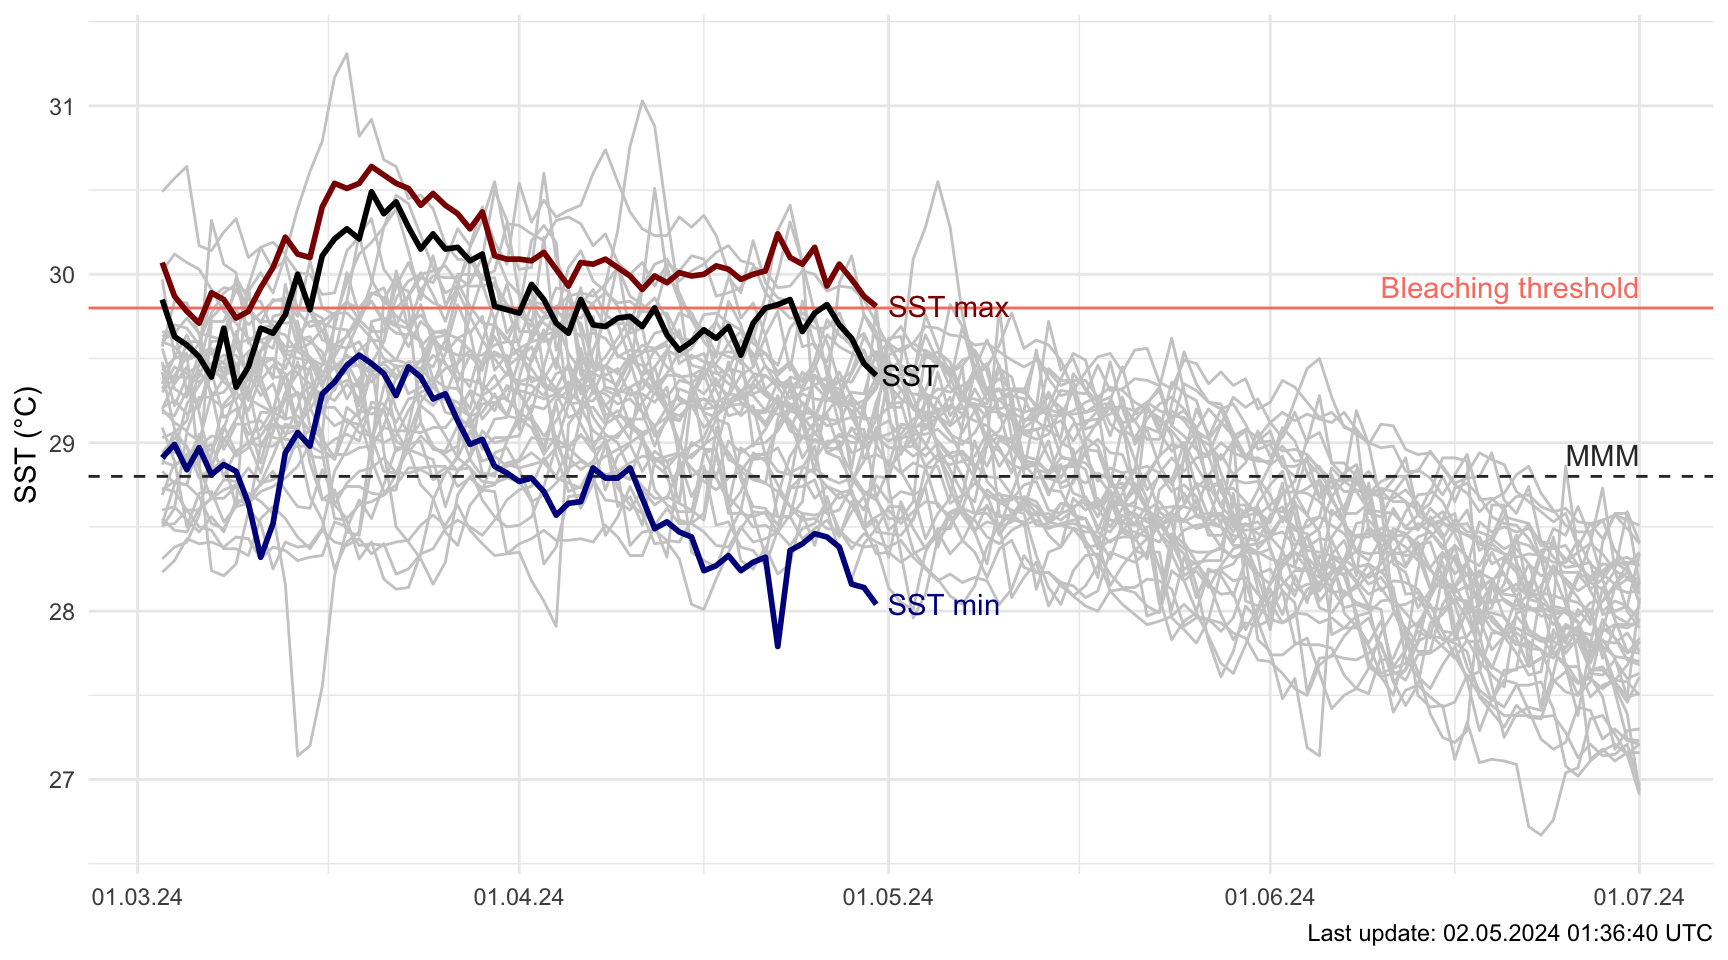 SST (°C)
31
30
29
28
27
Bleaching threshold
SST max
SST
MMM
SST min
01.03.24
01.04.24
01.05.24
01.06.24
01.07.24
Last update: 02.05.2024 01:36:40 UTC